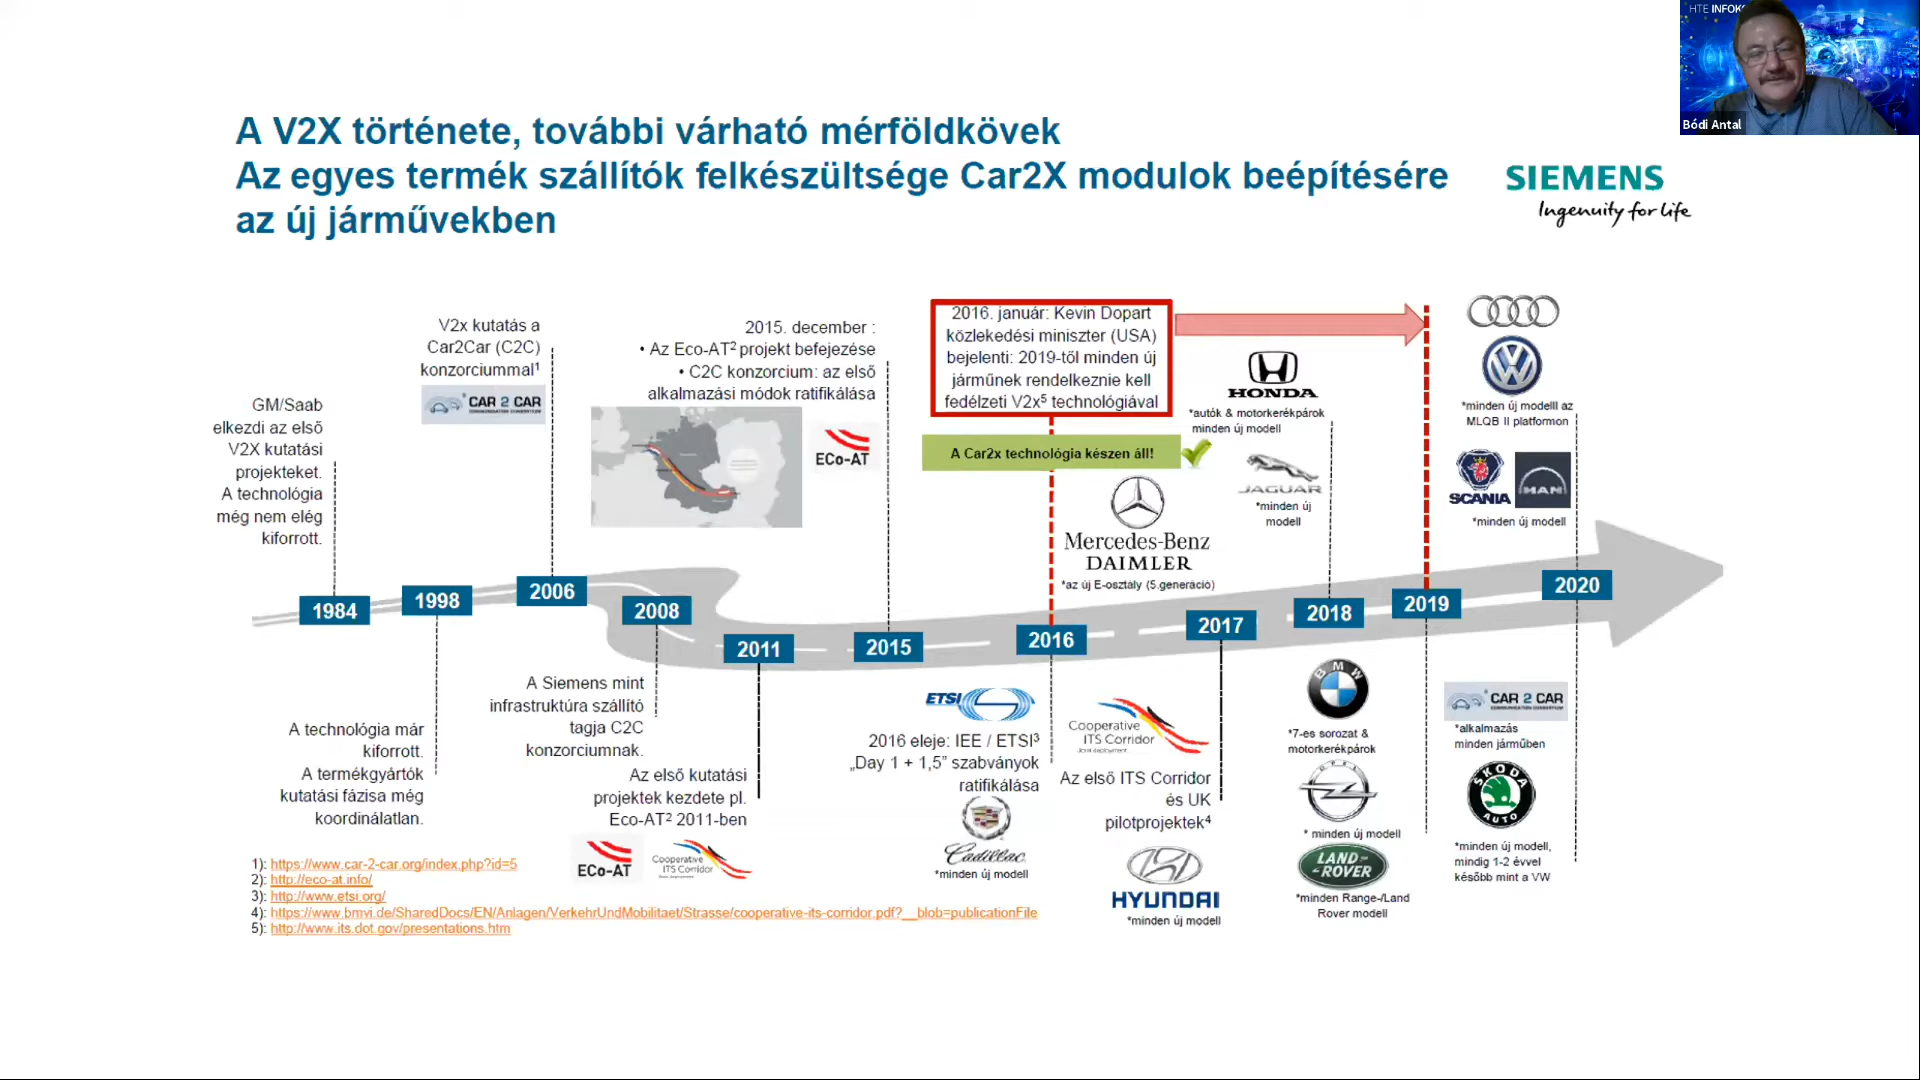 HTE INFOK
Bódi Antal
A V2X története, további várható mérföldkövek
Az egyes termék szállítók felkészültsége Car2X modulok beépítésére
az új járművekben
SIEMENS
Ingenuity for life
GM/Saab
elkezdi az első
V2X kutatási
projekteket.
A technológia
még nem elég
kiforrott.
V2x kutatás a
Car2Car (C2C)
konzorciummal¹
CAR 2 CAR
2015. december :
• Az Eco-AT² projekt befejezése
• C2C konzorcium: az első
alkalmazási módok ratifikálása
ECo-AT
2016. január: Kevin Dopart
közlekedési miniszter (USA)
bejelenti: 2019-től minden új
járműnek rendelkeznie kell
fedélzeti V2x⁵ technológiával
A Car2x technológia készen áll!
Mercedes-Benz
DAIMLER
*az új E-osztály (5.generáció)
HONDA
*autók & motorkerékpárok
minden új modell
JAGUAR
*minden új
modell
*minden új modelll az
MLQB II platformon
SCANIA
MAN
*minden új modell
1984
1998
2006
2008
2011
2015
2016
2017
2018
2019
2020
A technológia már
kiforrott.
A termékgyártók
kutatási fázisa még
koordinálatlan.
A Siemens mint
infrastruktúra szállító
tagja C2C
konzorciumnak.
Az első kutatási
projektek kezdete pl.
Eco-AT² 2011-ben
ECo-AT
Cooperative
ITS Corridor
ETSI
2016 eleje: IEE / ETSI³
„Day 1 + 1,5” szabványok
ratifikálása
Cadillac
*minden új modell
Cooperative
ITS Corridor
Joint deployment
Az első ITS Corridor
és UK
pilotprojektek⁴
HYUNDAI
*minden új modell
BMW
*7-es sorozat &
motorkerékpárok
OPEL
* minden új modell
LAND
ROVER
*minden Range-/Land
Rover modell
CAR 2 CAR
*alkalmazás
minden járműben
SKODA
AUTO
*minden új modell,
mindig 1-2 évvel
később mint a VW
1): https://www.car-2-car.org/index.php?id=5
2): http://eco-at.info/
3): http://www.etsi.org/
4): https://www.bmvi.de/SharedDocs/EN/Anlagen/VerkehrUndMobilitaet/Strasse/cooperative-its-corridor.pdf?__blob=publicationFile
5): http://www.its.dot.gov/presentations.htm